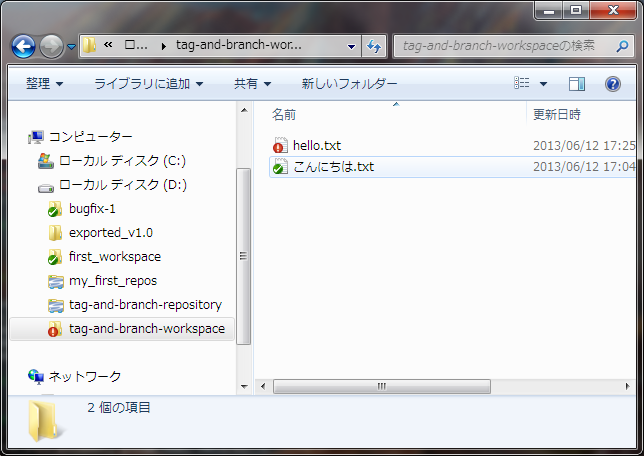 « ロ... ▸ tag-and-branch-wor...
tag-and-branch-workspaceの検索
整理 ライブラリに追加 共有 新しいフォルダー
名前 更新日時
コンピューター
ローカル ディスク (C:)
ローカル ディスク (D:)
bugfix-1
exported_v1.0
first_workspace
my_first_repos
tag-and-branch-repository
tag-and-branch-workspace
ネットワーク
hello.txt 2013/06/12 17:25
こんにちは.txt 2013/06/12 17:04
2 個の項目